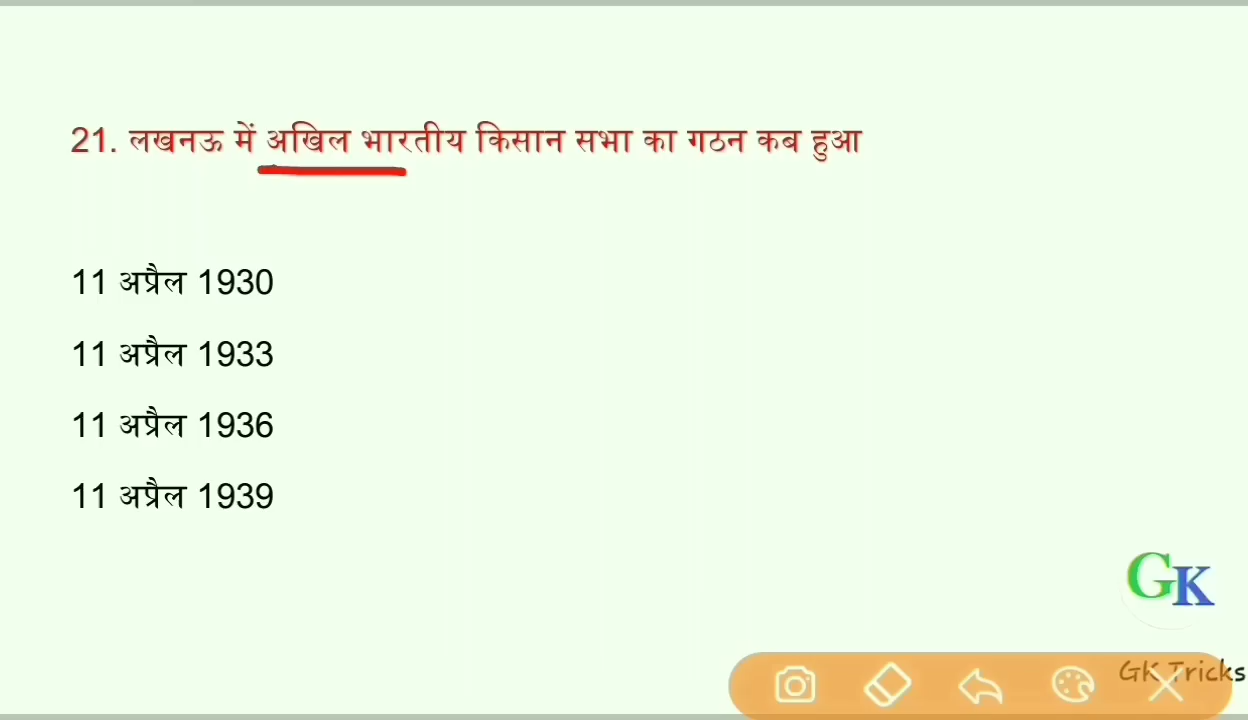 21. लखनऊ में अखिल भारतीय किसान सभा का गठन कब हुआ
11 अप्रैल 1930
11 अप्रैल 1933
11 अप्रैल 1936
11 अप्रैल 1939
GK
GK Tricks